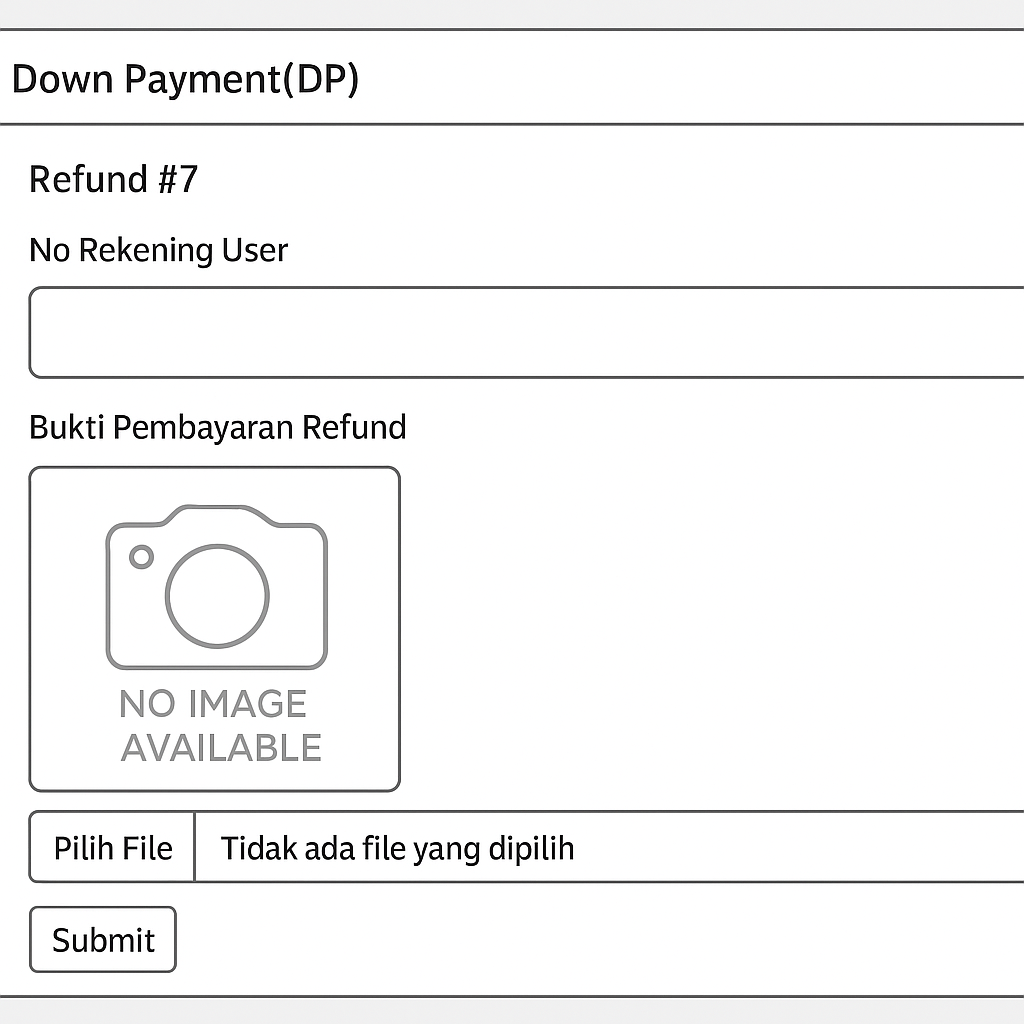 Down Payment(DP)
Refund #7
No Rekening User
Bukti Pembayaran Refund
NO IMAGE
AVAILABLE
Pilih File Tidak ada file yang dipilih
Submit